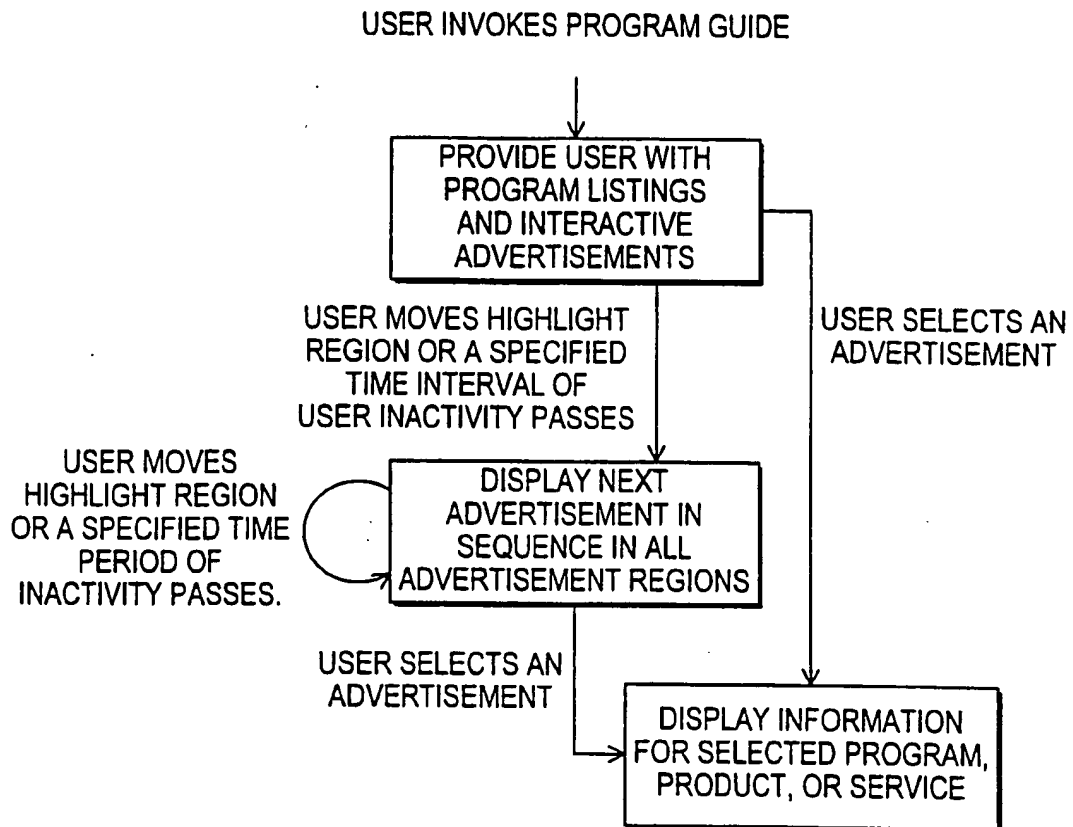 USER INVOKES PROGRAM GUIDE
PROVIDE USER WITH
PROGRAM LISTINGS
AND INTERACTIVE
ADVERTISEMENTS
USER MOVES HIGHLIGHT
REGION OR A SPECIFIED
TIME INTERVAL OF
USER INACTIVITY PASSES
USER SELECTS AN
ADVERTISEMENT
USER MOVES
HIGHLIGHT REGION
OR A SPECIFIED TIME
PERIOD OF
INACTIVITY PASSES.
DISPLAY NEXT
ADVERTISEMENT IN
SEQUENCE IN ALL
ADVERTISEMENT REGIONS
USER SELECTS AN
ADVERTISEMENT
DISPLAY INFORMATION
FOR SELECTED PROGRAM,
PRODUCT, OR SERVICE